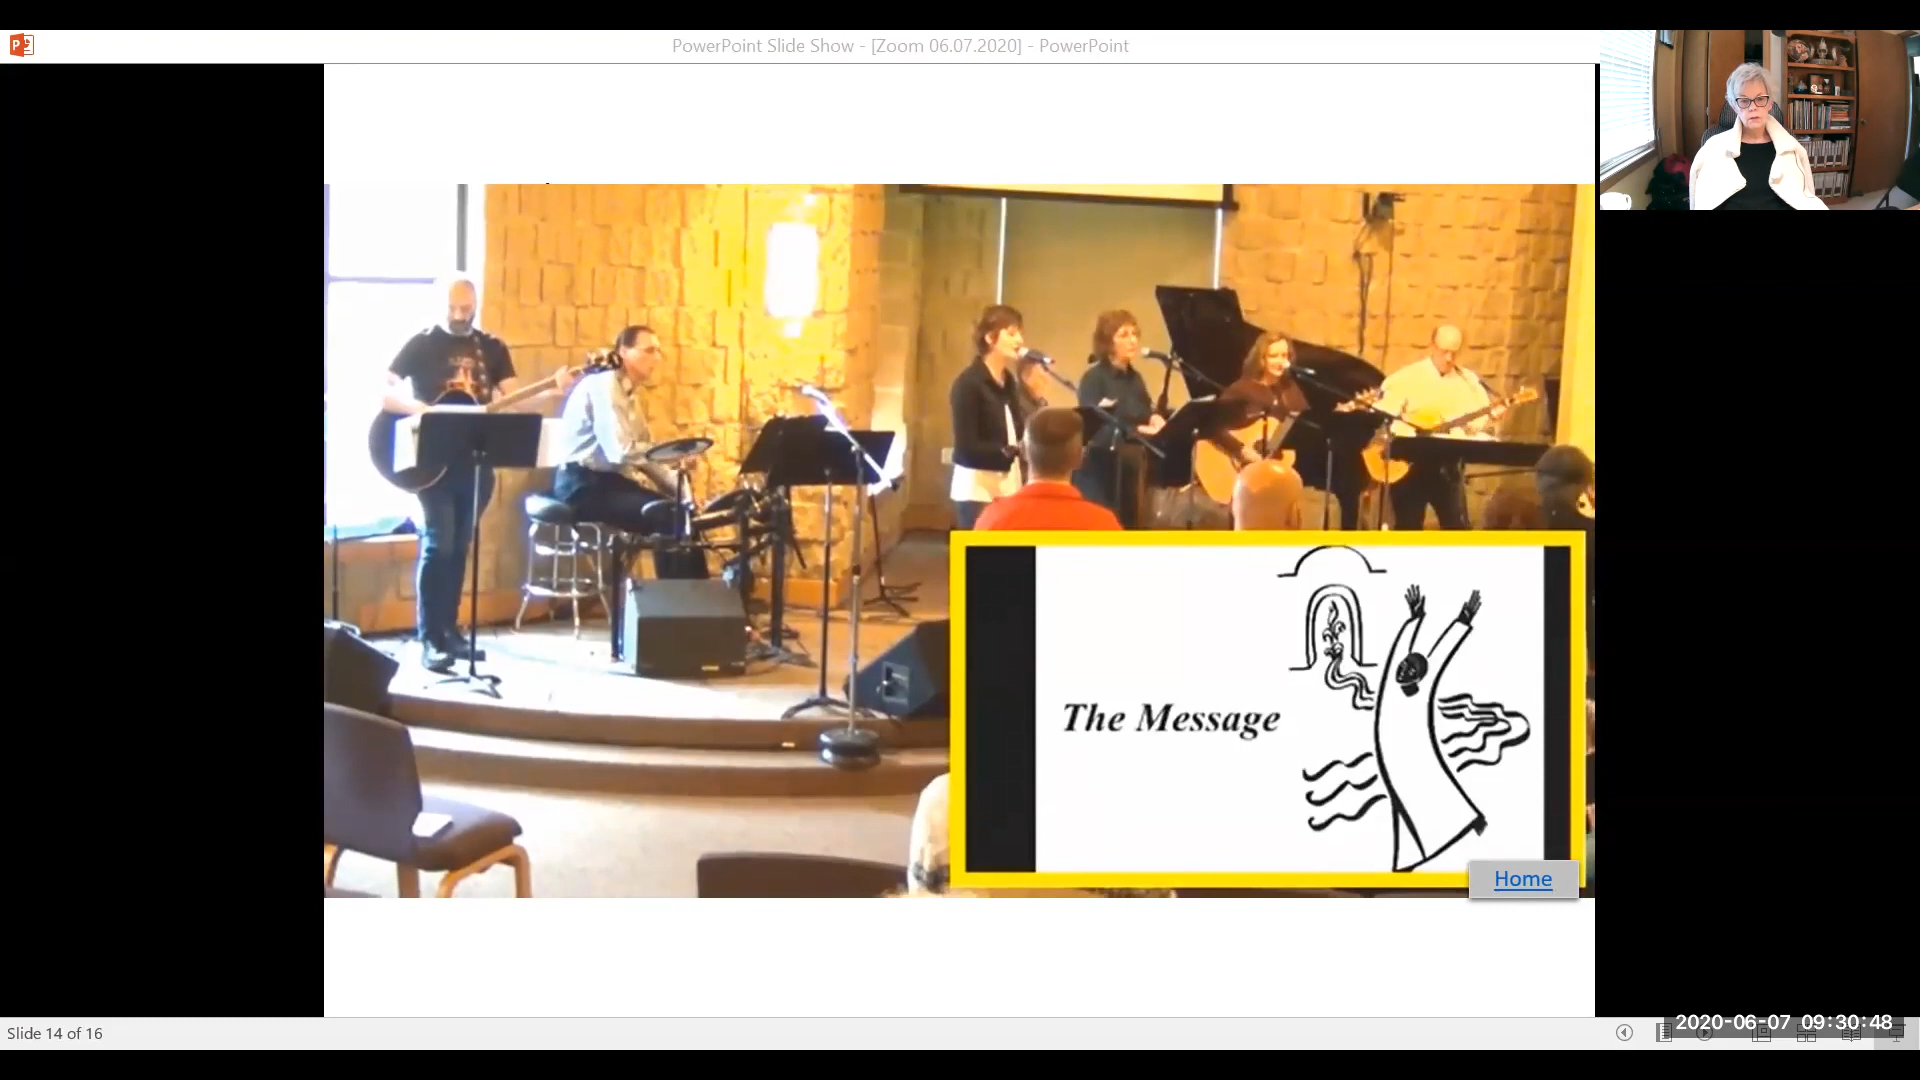 PowerPoint Slide Show - [Zoom 06.07.2020] - PowerPoint
The Message
Home
Slide 14 of 16
2020-06-07 09:30:48